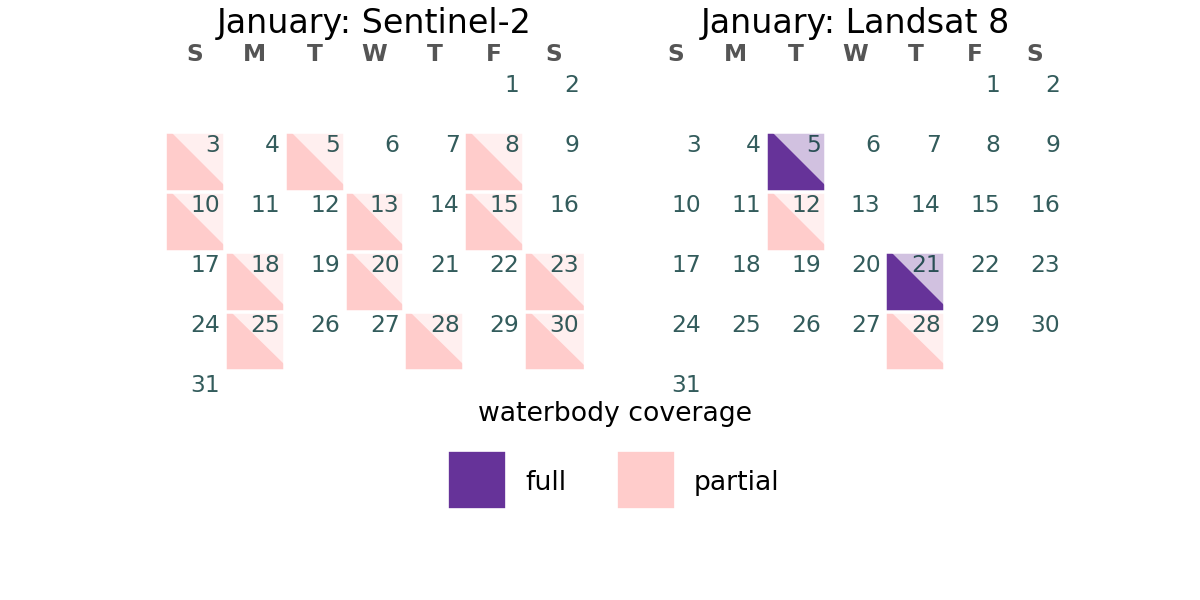 January: Sentinel-2
S M T W T F S
1 2
3 4 5 6 7 8 9
10 11 12 13 14 15 16
17 18 19 20 21 22 23
24 25 26 27 28 29 30
31
January: Landsat 8
S M T W T F S
1 2
3 4 5 6 7 8 9
10 11 12 13 14 15 16
17 18 19 20 21 22 23
24 25 26 27 28 29 30
31
waterbody coverage
full
partial